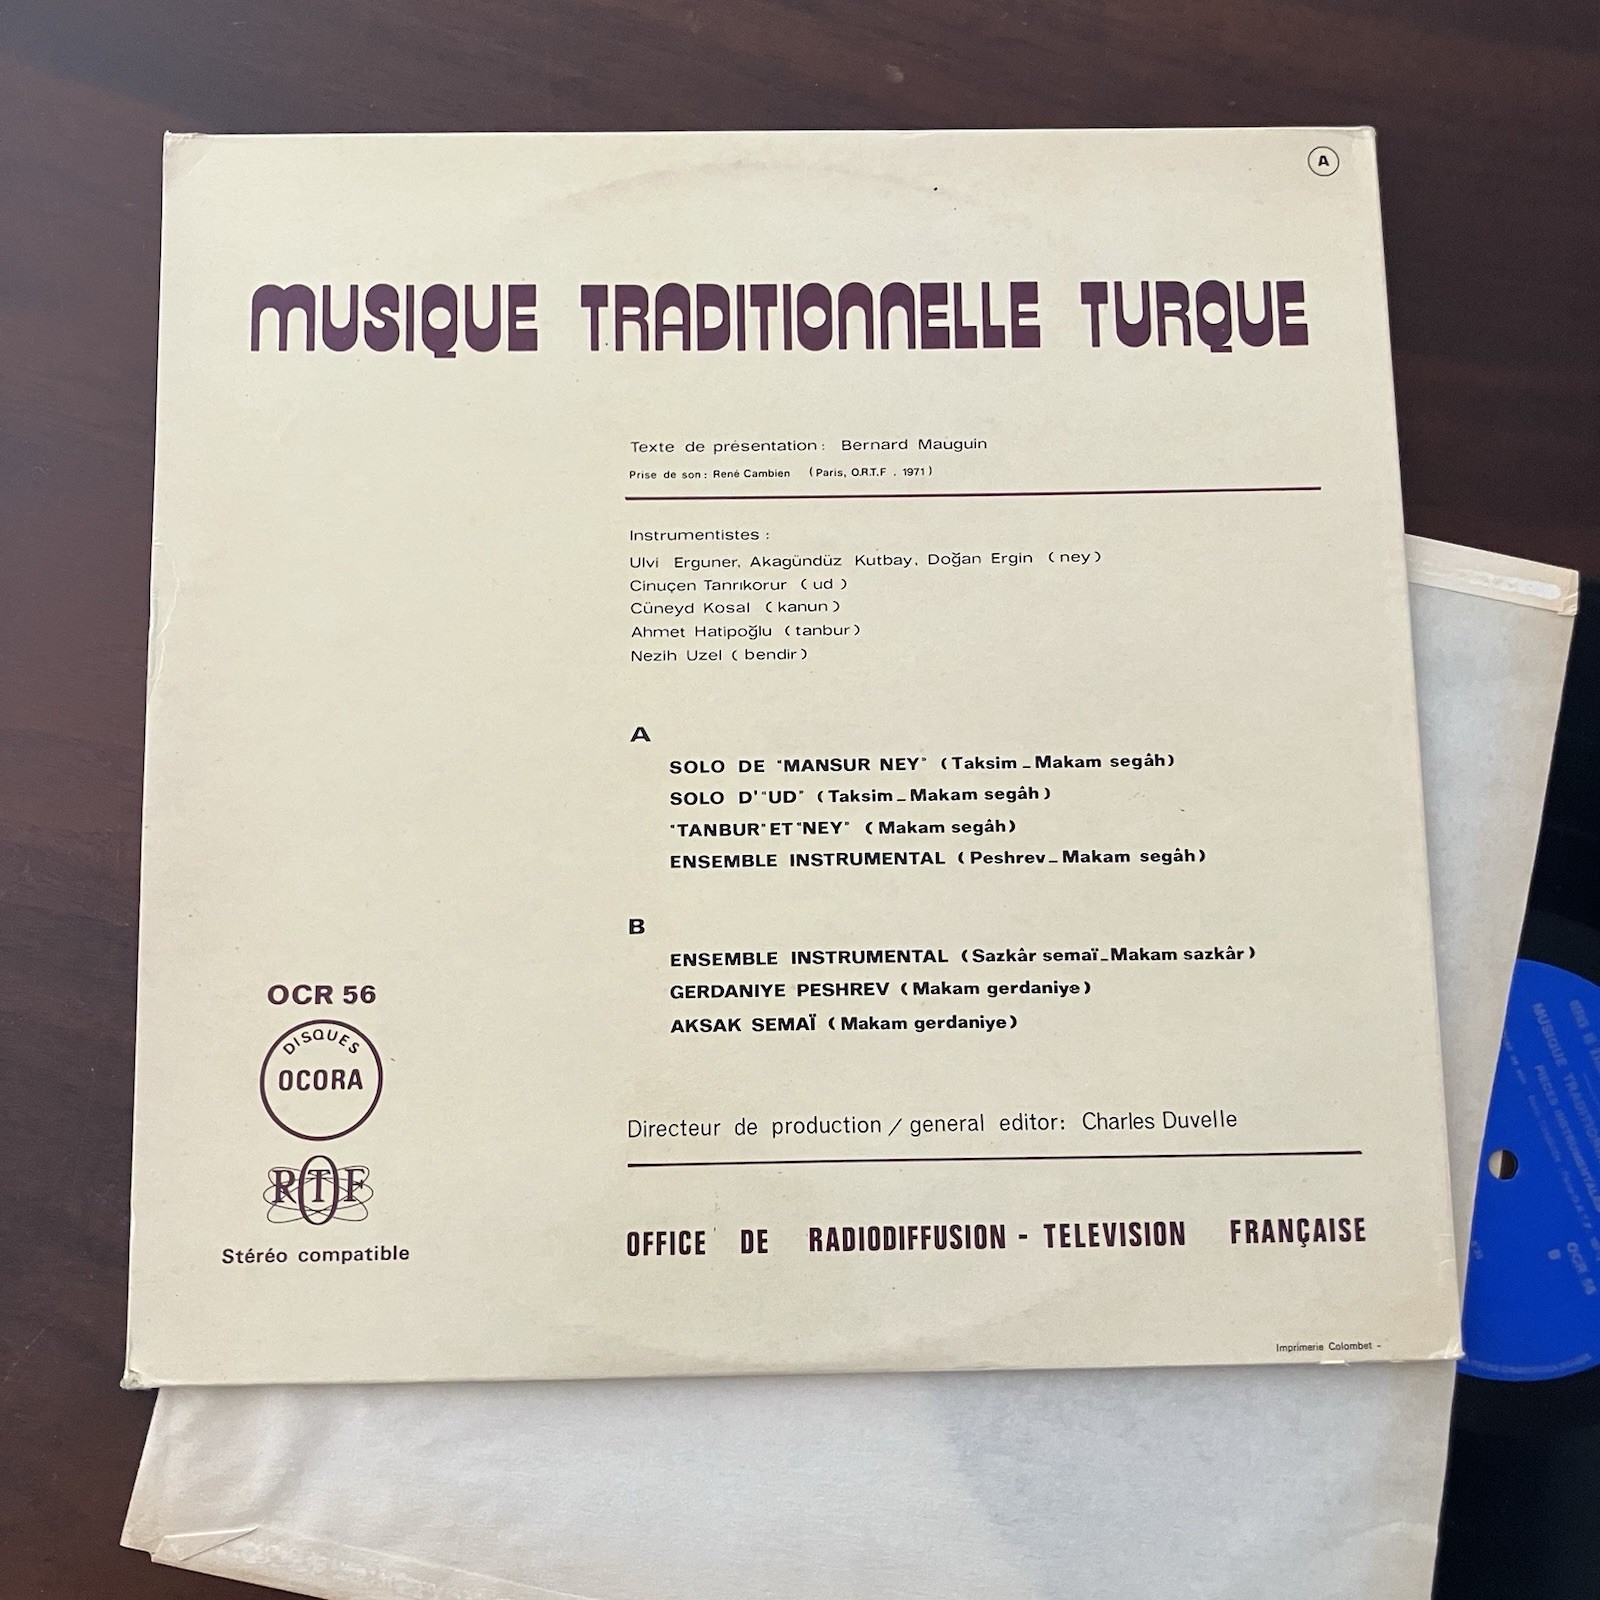 A
MUSIQUE TRADITIONNELLE TURQUE
Texte de présentation : Bernard Mauguin
Prise de son : René Cambien (Paris, O.R.T.F . 1971)
Instrumentistes :
Ulvi Erguner, Akagündüz Kutbay, Doğan Ergin (ney)
Cinuçen Tanrıkorur (ud)
Cüneyd Kosal (kanun)
Ahmet Hatipoğlu (tanbur)
Nezih Uzel (bendir)
A
SOLO DE "MANSUR NEY" (Taksim _ Makam segâh)
SOLO D'"UD" (Taksim _ Makam segâh)
"TANBUR" ET "NEY" (Makam segâh)
ENSEMBLE INSTRUMENTAL (Peshrev _ Makam segâh)
B
ENSEMBLE INSTRUMENTAL (Sazkâr semaï _ Makam sazkâr)
GERDANIYE PESHREV (Makam gerdaniye)
AKSAK SEMAÏ (Makam gerdaniye)
OCR 56
DISQUES
OCORA
ORTF
Stéréo compatible
Directeur de production / general editor: Charles Duvelle
OFFICE DE RADIODIFFUSION - TELEVISION FRANÇAISE
Imprimerie Colombet -
MUSIQUE TRADITION
PIECES INSTRUMENTALE
OCR 56
B